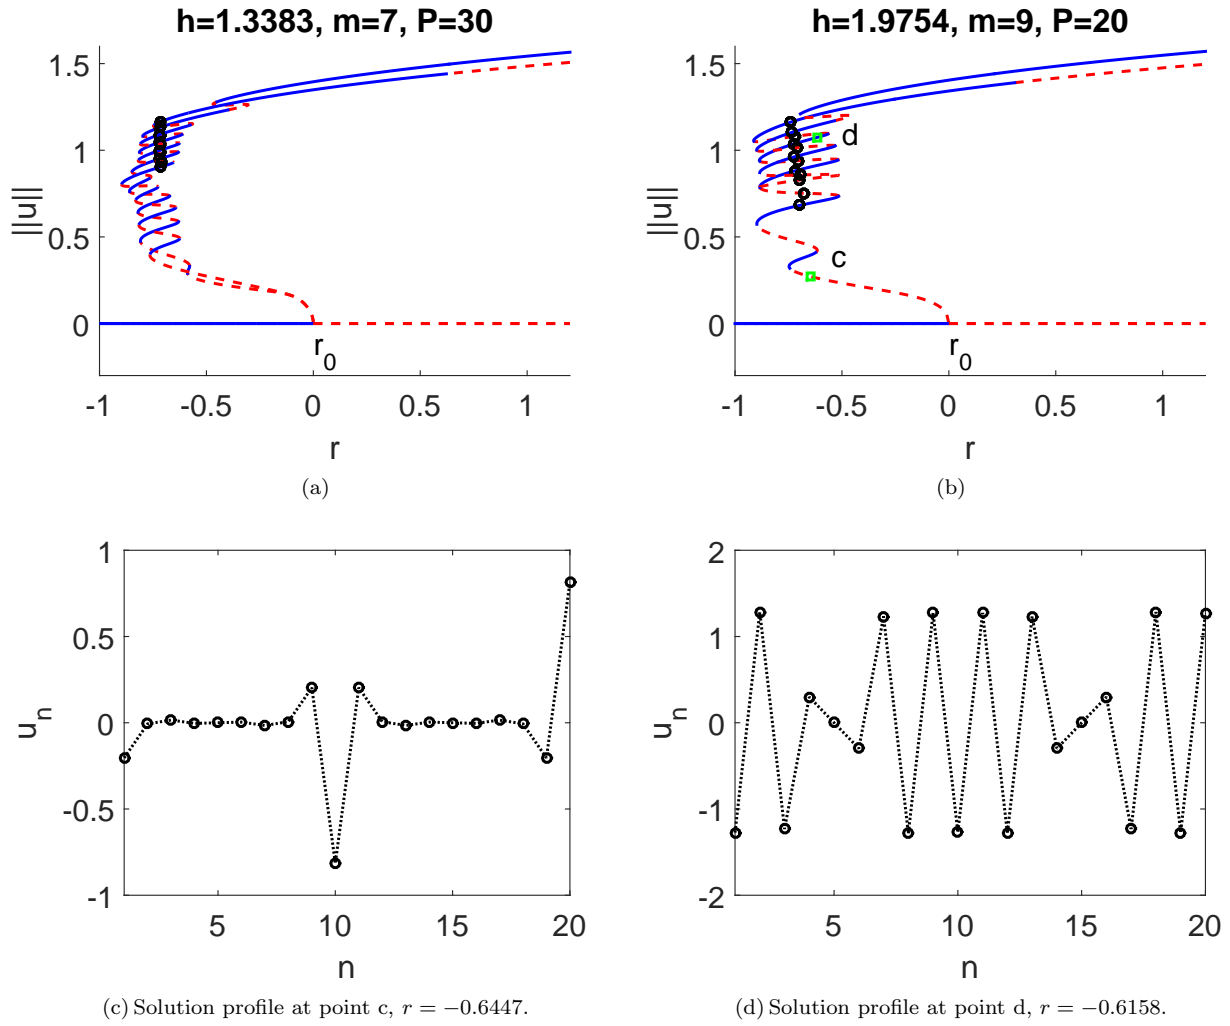 h=1.3383, m=7, P=30
||u||
1.5
1
0.5
0
r0
-1 -0.5 0 0.5 1
r
(a)
h=1.9754, m=9, P=20
||u||
1.5
1
0.5
0
d
c
r0
-1 -0.5 0 0.5 1
r
(b)
u_n
1
0.5
0
-0.5
-1
5 10 15 20
n
(c) Solution profile at point c, r = −0.6447.
u_n
2
1
0
-1
-2
5 10 15 20
n
(d) Solution profile at point d, r = −0.6158.